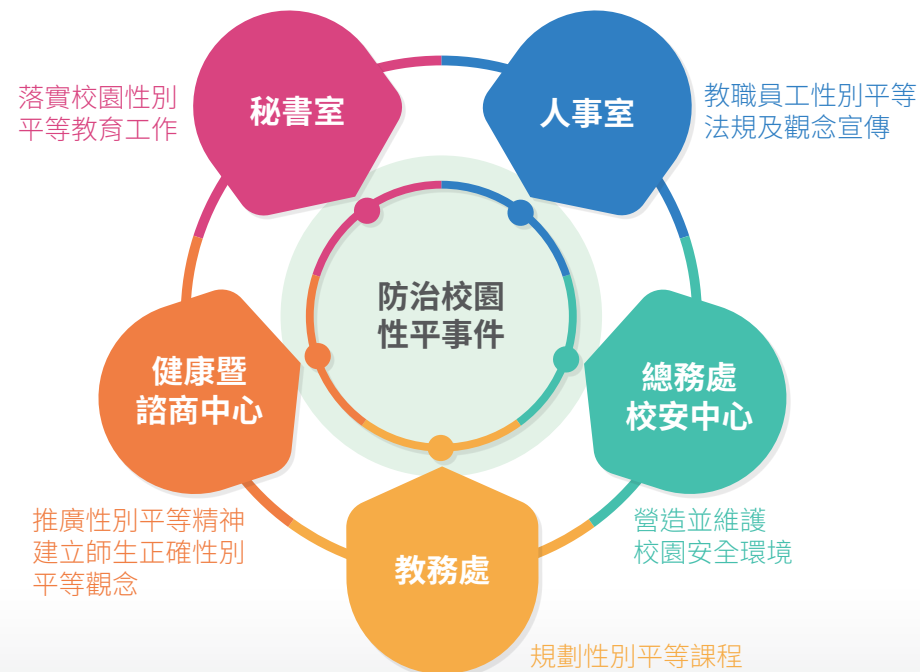 秘書室
落實校園性別
平等教育工作
人事室
教職員工性別平等
法規及觀念宣傳
防治校園
性平事件
健康暨
諮商中心
推廣性別平等精神
建立師生正確性別
平等觀念
總務處
校安中心
營造並維護
校園安全環境
教務處
規劃性別平等課程